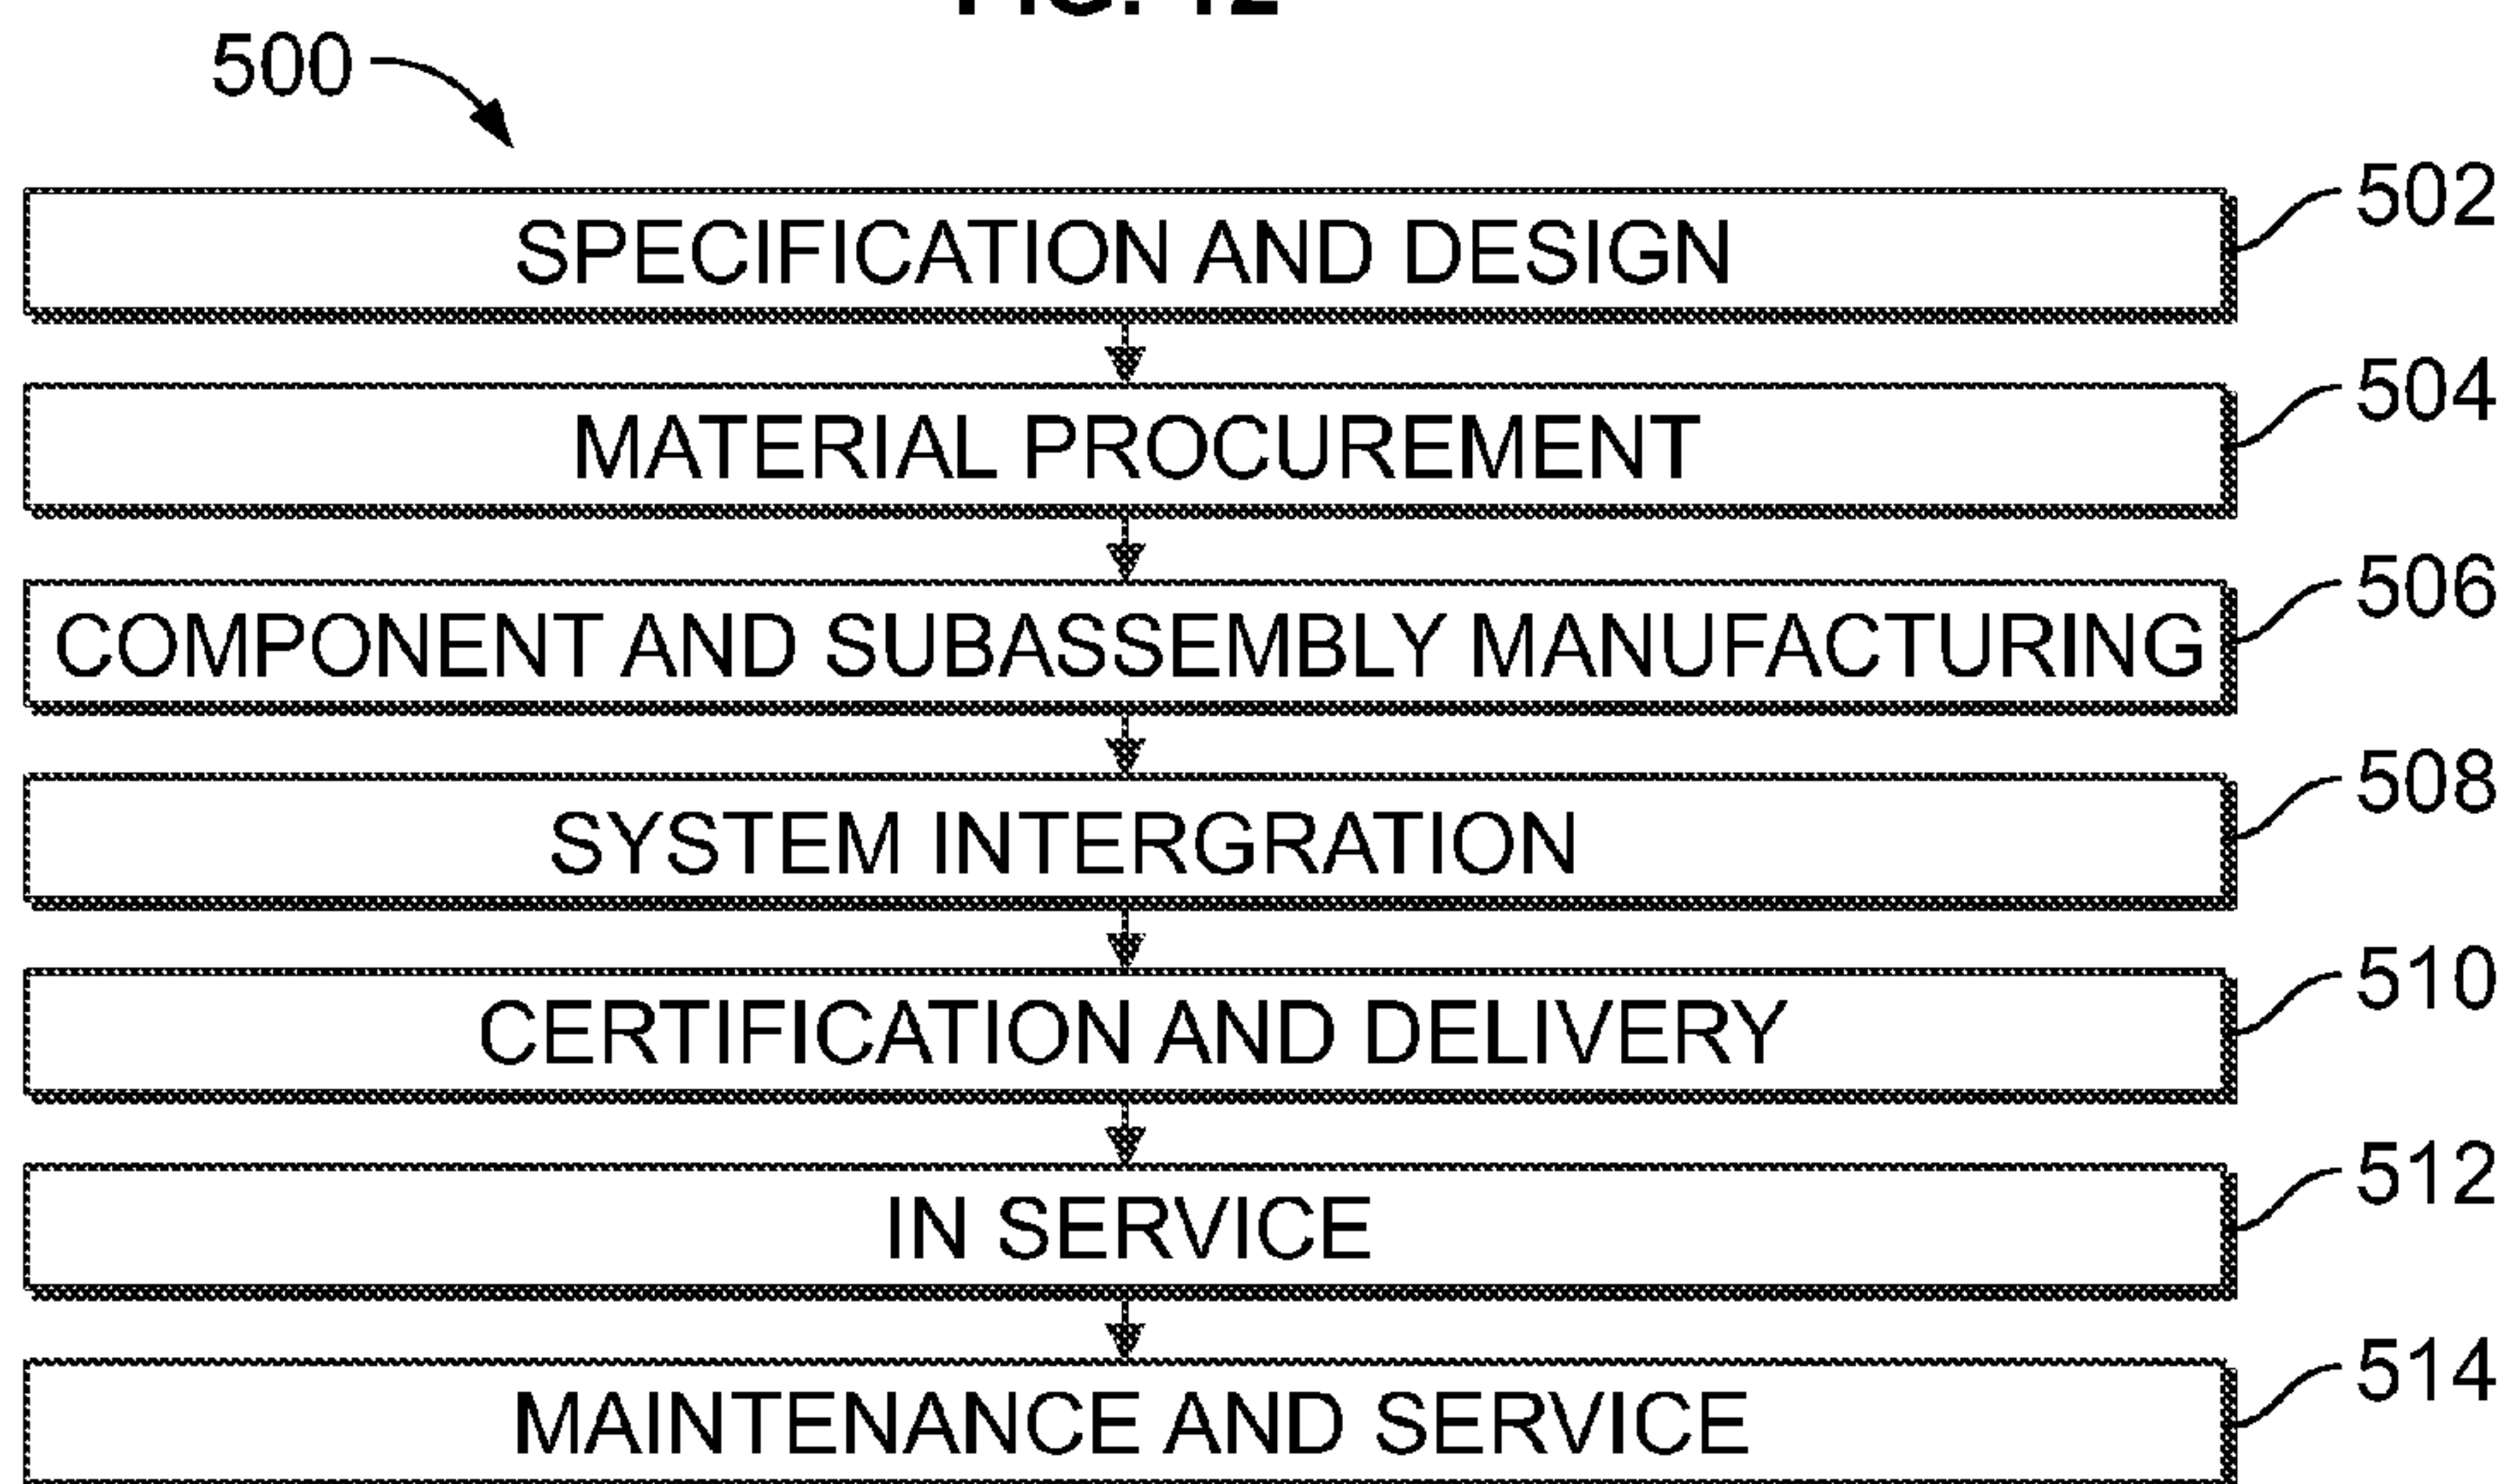 500
SPECIFICATION AND DESIGN 502
MATERIAL PROCUREMENT 504
COMPONENT AND SUBASSEMBLY MANUFACTURING 506
SYSTEM INTERGRATION 508
CERTIFICATION AND DELIVERY 510
IN SERVICE 512
MAINTENANCE AND SERVICE 514